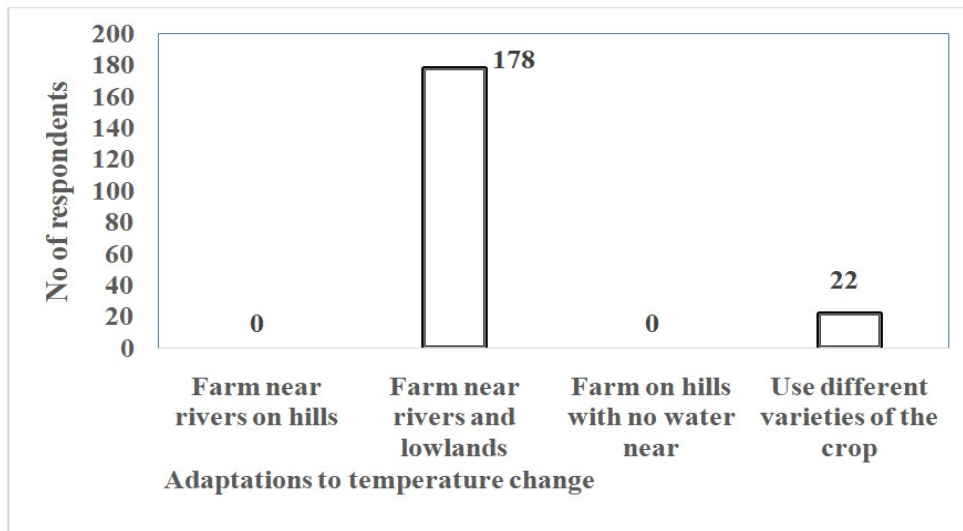 No of respondents
200
180
160
140
120
100
80
60
40
20
0
0
178
0
22
Farm near
rivers on hills
Farm near
rivers and
lowlands
Farm on hills
with no water
near
Use different
varieties of the
crop
Adaptations to temperature change